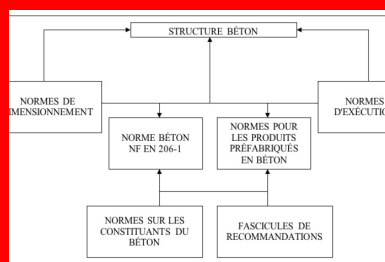 STRUCTURE BÉTON
NORMES DE
IMENSIONNEMENT
NORMES
D'EXÉCUTIO
NORME BÉTON
NF EN 206-1
NORMES POUR
LES PRODUITS
PRÉFABRIQUÉS
EN BÉTON
NORMES SUR LES
CONSTITUANTS DU
BÉTON
FASCICULES DE
RECOMMANDATIONS